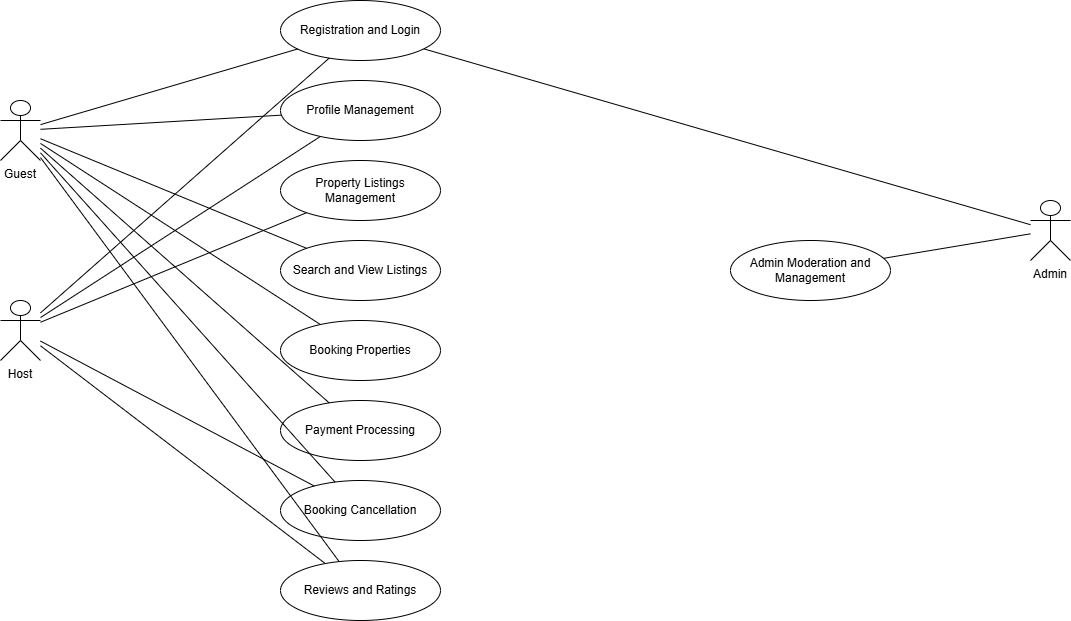 Registration and Login
Profile Management
Guest
Property Listings
Management
Search and View Listings
Admin Moderation and
Management
Admin
Booking Properties
Host
Payment Processing
Booking Cancellation
Reviews and Ratings